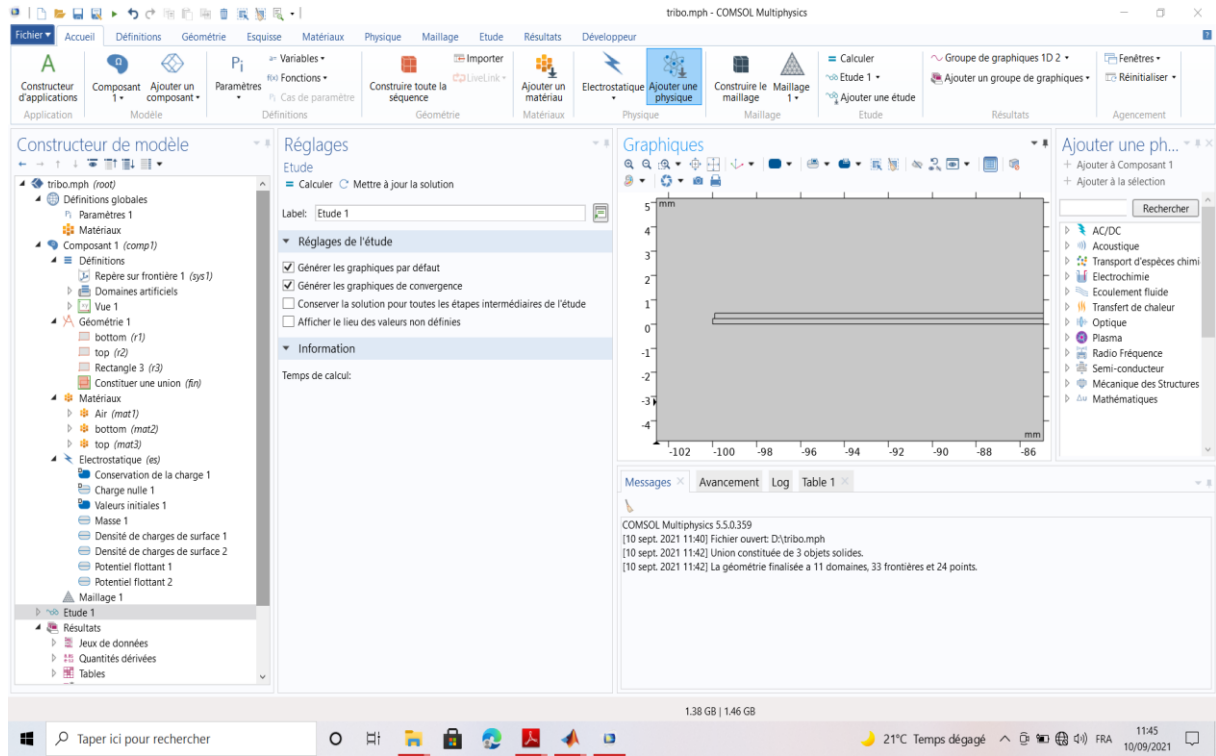 tribo.mph - COMSOL Multiphysics
Fichier Accueil Définitions Géométrie Esquisse Matériaux Physique Maillage Etude Résultats Développeur
Constructeur d'applications
Application
Composant 1
Ajouter un composant
Modèle
Paramètres
Variables
Fonctions
Cas de paramètre
Définitions
Construire toute la séquence
Importer
LiveLink
Géométrie
Ajouter un matériau
Matériaux
Electrostatique
Ajouter une physique
Physique
Construire le maillage
Maillage 1
Maillage
Calculer
Etude 1
Ajouter une étude
Etude
Groupe de graphiques 1D 2
Ajouter un groupe de graphiques
Résultats
Fenêtres
Réinitialiser
Agencement
Constructeur de modèle
tribo.mph (root)
Définitions globales
Paramètres 1
Matériaux
Composant 1 (comp1)
Définitions
Repère sur frontière 1 (sys1)
Domaines artificiels
Vue 1
Géométrie 1
bottom (r1)
top (r2)
Rectangle 3 (r3)
Constituer une union (fin)
Matériaux
Air (mat1)
bottom (mat2)
top (mat3)
Electrostatique (es)
Conservation de la charge 1
Charge nulle 1
Valeurs initiales 1
Masse 1
Densité de charges de surface 1
Densité de charges de surface 2
Potentiel flottant 1
Potentiel flottant 2
Maillage 1
Etude 1
Résultats
Jeux de données
Quantités dérivées
Tables
Réglages
Etude
Calculer Mettre à jour la solution
Label: Etude 1
Réglages de l'étude
Générer les graphiques par défaut
Générer les graphiques de convergence
Conserver la solution pour toutes les étapes intermédiaires de l'étude
Afficher le lieu des valeurs non définies
Information
Temps de calcul:
Graphiques
mm
5
4
3
2
1
0
-1
-2
-3
-4
mm
-102 -100 -98 -96 -94 -92 -90 -88 -86
Messages Avancement Log Table 1
COMSOL Multiphysics 5.5.0.359
[10 sept. 2021 11:40] Fichier ouvert: D:\tribo.mph
[10 sept. 2021 11:42] Union constituée de 3 objets solides.
[10 sept. 2021 11:42] La géométrie finalisée a 11 domaines, 33 frontières et 24 points.
Ajouter une ph...
Ajouter à Composant 1
Ajouter à la sélection
Rechercher
AC/DC
Acoustique
Transport d'espèces chimi
Electrochimie
Ecoulement fluide
Transfert de chaleur
Optique
Plasma
Radio Fréquence
Semi-conducteur
Mécanique des Structures
Mathématiques
1.38 GB | 1.46 GB
Taper ici pour rechercher
21°C Temps dégagé
FRA
11:45
10/09/2021